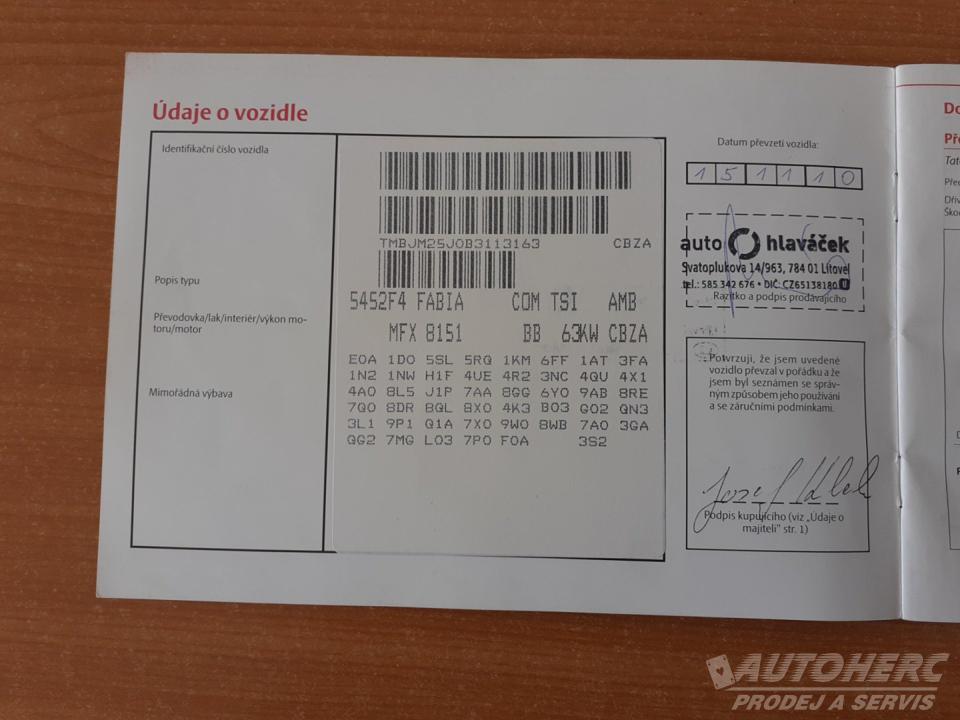 Údaje o vozidle
Identifikační číslo vozidla
TMBJM25J0B3113163 CBZA
Popis typu
5452F4 FABIA COM TSI AMB
Převodovka/lak/interiér/výkon mo-
toru/motor
MFX 8151 BB 63KW CBZA
Mimořádná výbava
E0A 1D0 5SL 5RQ 1KM 6FF 1AT 3FA
1N2 1NW H1F 4UE 4R2 3NC 4QU 4X1
4A0 8L5 J1P 7AA 8GG 6Y0 9AB 8RE
7Q0 8DR 8QL 8X0 4K3 B03 G02 QN3
3L1 9P1 Q1A 7X0 9W0 8WB 7A0 3GA
QG2 7MG L03 7P0 F0A 3S2
Datum převzetí vozidla:
1 5 1 1 1 0
auto hlaváček
Svatoplukova 14/963, 784 01 Litovel
tel.: 585 342 676 • DIČ: CZ65138180
Razítko a podpis prodávajícího
Potvrzuji, že jsem uvedené
vozidlo převzal v pořádku a že
jsem byl seznámen se správ-
ným způsobem jeho používání
a se záručními podmínkami.
Podpis kupujícího (viz „Údaje o
majiteli" str. 1)
AUTOHERC
PRODEJ A SERVIS